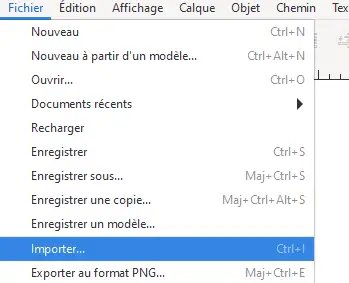 Fichier Édition Affichage Calque Objet Chemin Tex
Nouveau Ctrl+N
Nouveau à partir d'un modèle... Ctrl+Alt+N
Ouvrir... Ctrl+O
Documents récents
Recharger
Enregistrer Ctrl+S
Enregistrer sous... Maj+Ctrl+S
Enregistrer une copie... Maj+Ctrl+Alt+S
Enregistrer un modèle...
Importer... Ctrl+I
Exporter au format PNG... Maj+Ctrl+E